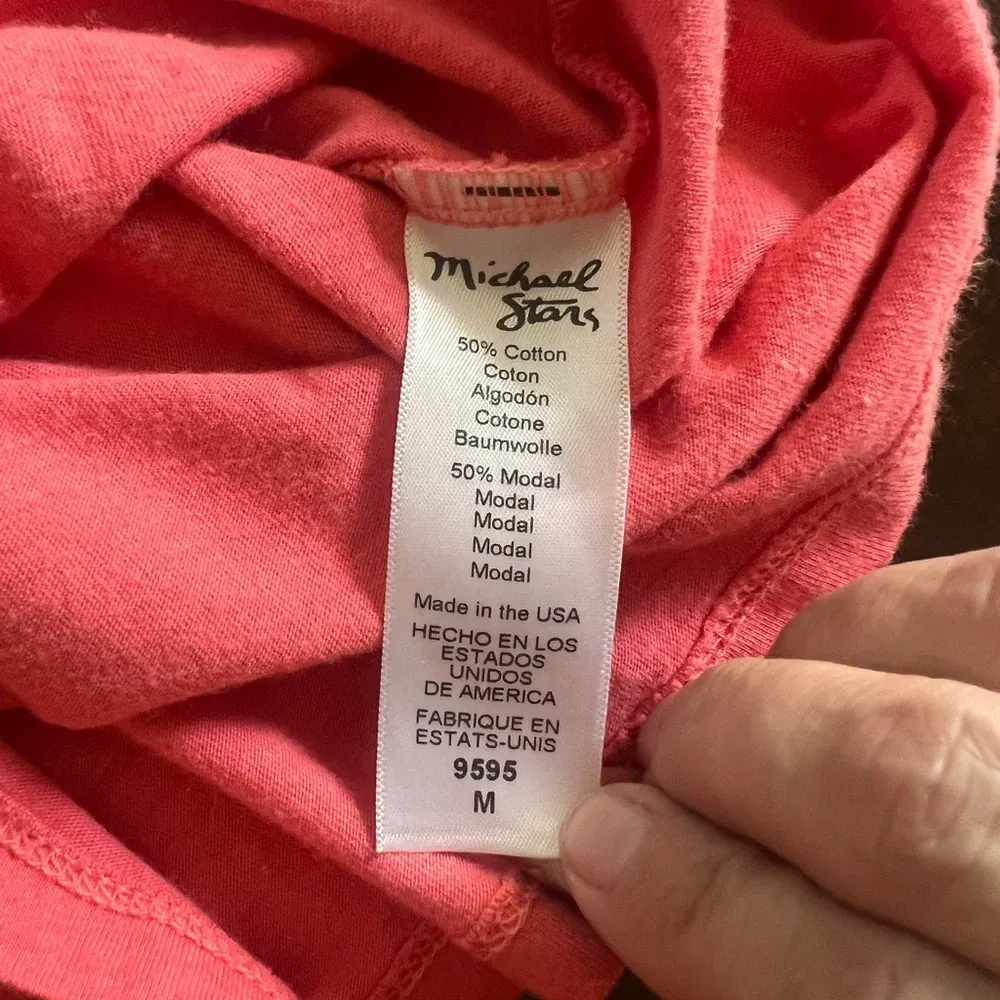 Michael
Stars
50% Cotton
Coton
Algodón
Cotone
Baumwolle
50% Modal
Modal
Modal
Modal
Modal
Made in the USA
HECHO EN LOS
ESTADOS
UNIDOS
DE AMERICA
FABRIQUE EN
ESTATS-UNIS
9595
M